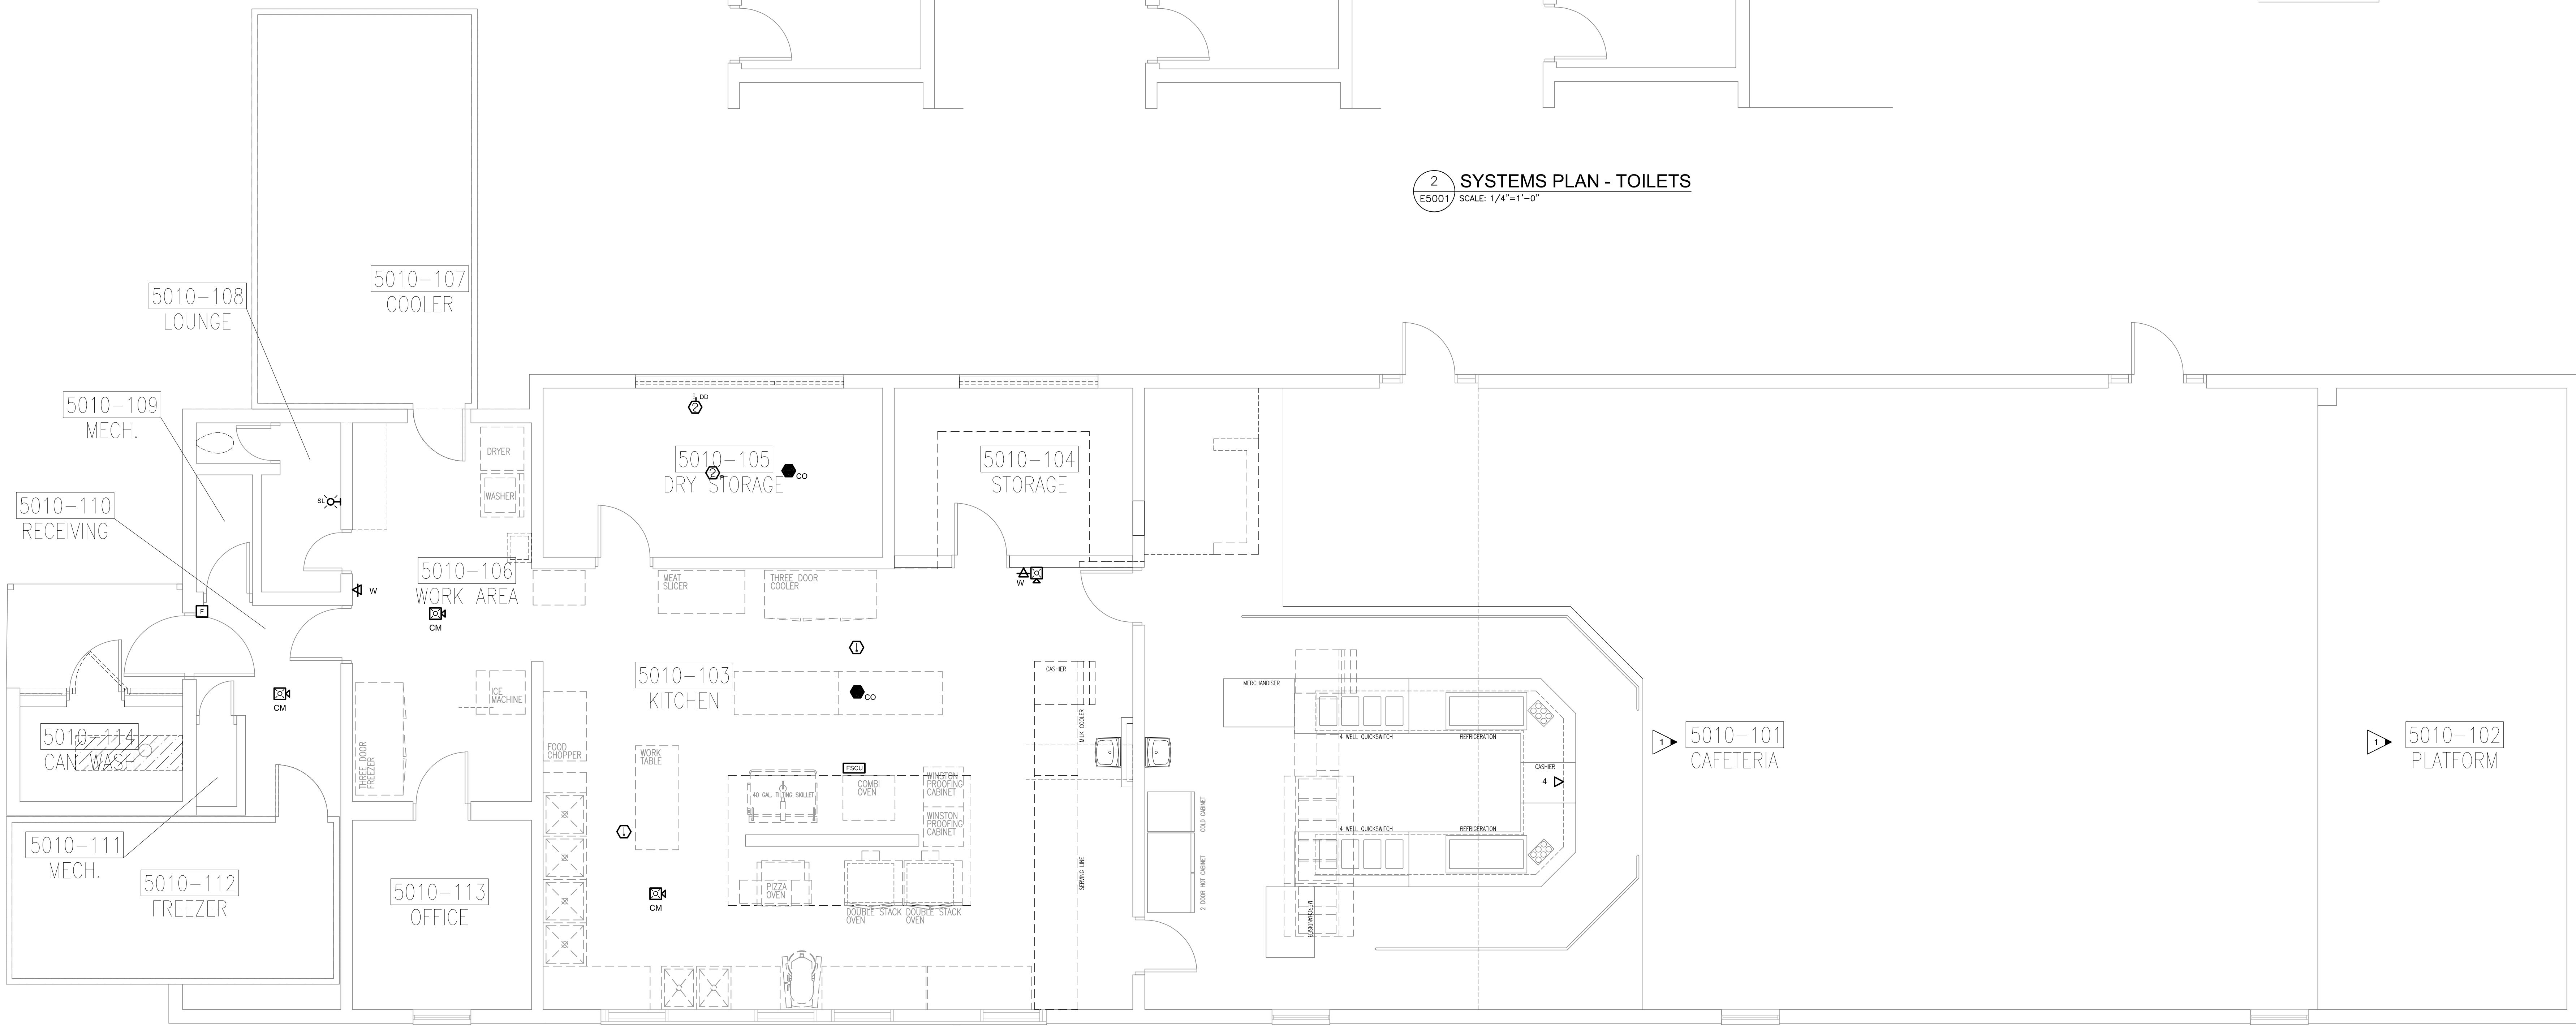 2
E5001
SYSTEMS PLAN - TOILETS
SCALE: 1/4"=1'-0"
5010-107
COOLER
5010-108
LOUNGE
5010-109
MECH.
5010-110
RECEIVING
SL
DRYER
WASHER
DD
5010-105
2
2
P
CO
DRY STORAGE
5010-104
STORAGE
5010-106
WORK AREA
W
F
CM
CM
MEAT
SLICER
THREE DOOR
COOLER
W
5010-103
KITCHEN
CO
CASHIER
MILK COOLER
SERVING LINE
ICE
MACHINE
THREE DOOR
FREEZER
FOOD
CHOPPER
WORK
TABLE
FSCU
40 GAL. TILTING SKILLET
COMBI
OVEN
WINSTON
PROOFING
CABINET
WINSTON
PROOFING
CABINET
PIZZA
OVEN
DOUBLE STACK
OVEN
DOUBLE STACK
OVEN
CM
5010-114
CAN WASH
5010-111
MECH.
5010-112
FREEZER
5010-113
OFFICE
COLD CABINET
2 DOOR HOT CABINET
MERCHANDISER
4 WELL QUICKSWITCH
REFRIGERATION
CASHIER
4
4 WELL QUICKSWITCH
REFRIGERATION
MERCHANDISER
1
5010-101
CAFETERIA
1
5010-102
PLATFORM